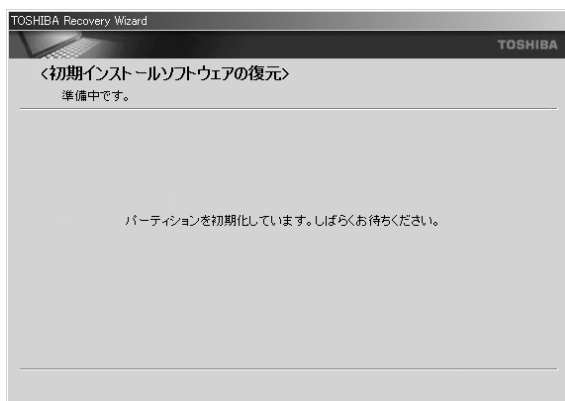 TOSHIBA Recovery Wizard
TOSHIBA
<初期インストールソフトウェアの復元>
準備中です。
パーティションを初期化しています。しばらくお待ちください。